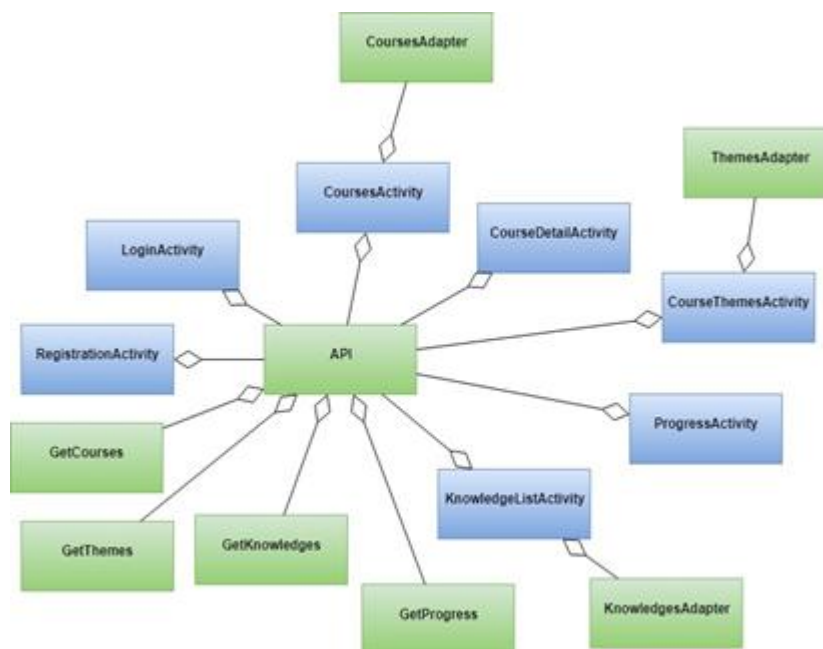 CoursesAdapter
ThemesAdapter
CoursesActivity
CourseDetailActivity
LoginActivity
CourseThemesActivity
RegistrationActivity
API
ProgressActivity
GetCourses
KnowledgeListActivity
GetThemes
GetKnowledges
GetProgress
KnowledgesAdapter